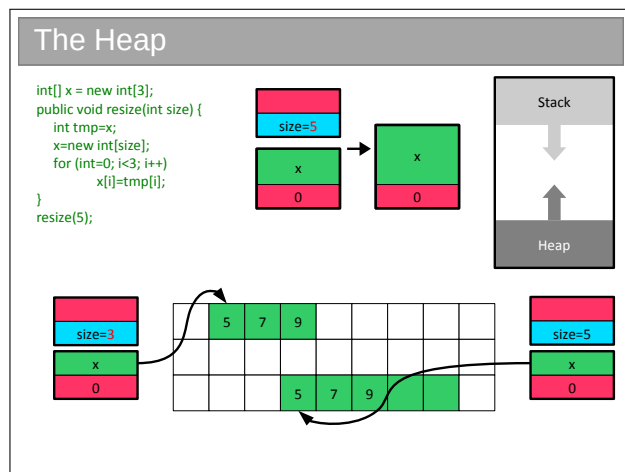 The Heap
int[] x = new int[3];
public void resize(int size) {
int tmp=x;
x=new int[size];
for (int=0; i<3; i++)
x[i]=tmp[i];
}
resize(5);
size=5
x
0
x
0
Stack
Heap
size=3
x
0
5 7 9
5 7 9
size=5
x
0